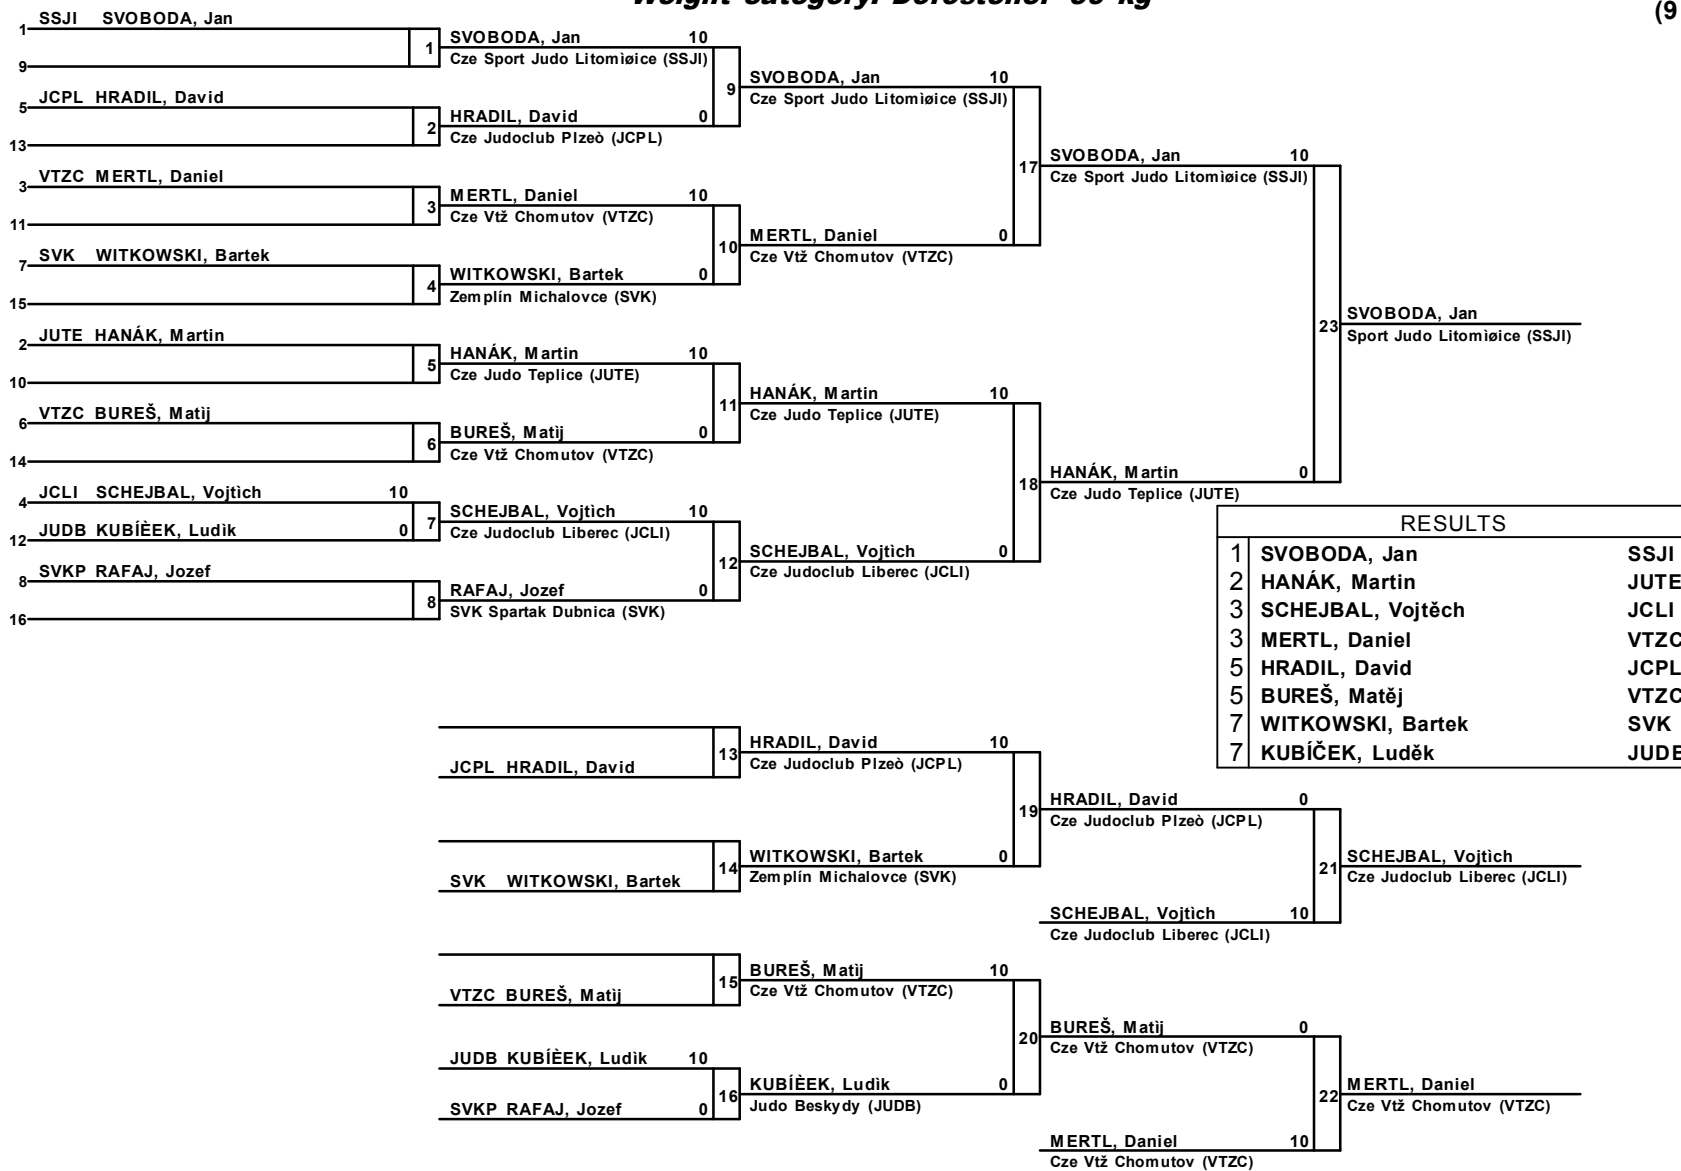 (9
1 SSJI SVOBODA, Jan
9
1
5 JCPL HRADIL, David
13
2
3 VTZC MERTL, Daniel
11
3
7 SVK WITKOWSKI, Bartek
15
4
2 JUTE HANÁK, Martin
10
5
6 VTZC BUREŠ, Matìj
14
6
4 JCLI SCHEJBAL, Vojtìch 10
12 JUDB KUBÍÈEK, Ludìk 0
7
8 SVKP RAFAJ, Jozef
16
8
SVOBODA, Jan 10
Cze Sport Judo Litomìøice (SSJI)
9
HRADIL, David 0
Cze Judoclub Plzeò (JCPL)
MERTL, Daniel 10
Cze Vtž Chomutov (VTZC)
10
WITKOWSKI, Bartek 0
Zemplín Michalovce (SVK)
HANÁK, Martin 10
Cze Judo Teplice (JUTE)
11
BUREŠ, Matìj 0
Cze Vtž Chomutov (VTZC)
SCHEJBAL, Vojtìch 10
Cze Judoclub Liberec (JCLI)
12
RAFAJ, Jozef 0
SVK Spartak Dubnica (SVK)
SVOBODA, Jan 10
Cze Sport Judo Litomìøice (SSJI)
17
MERTL, Daniel 0
Cze Vtž Chomutov (VTZC)
HANÁK, Martin 10
Cze Judo Teplice (JUTE)
18
SCHEJBAL, Vojtìch 0
Cze Judoclub Liberec (JCLI)
SVOBODA, Jan 10
Cze Sport Judo Litomìøice (SSJI)
23
HANÁK, Martin 0
Cze Judo Teplice (JUTE)
SVOBODA, Jan
Sport Judo Litomìøice (SSJI)
RESULTS
1 SVOBODA, Jan SSJI
2 HANÁK, Martin JUTE
3 SCHEJBAL, Vojtěch JCLI
3 MERTL, Daniel VTZC
5 HRADIL, David JCPL
5 BUREŠ, Matěj VTZC
7 WITKOWSKI, Bartek SVK
7 KUBÍČEK, Luděk JUDB
JCPL HRADIL, David
13
SVK WITKOWSKI, Bartek
14
VTZC BUREŠ, Matìj
15
JUDB KUBÍÈEK, Ludìk 10
16
SVKP RAFAJ, Jozef 0
HRADIL, David 10
Cze Judoclub Plzeò (JCPL)
19
WITKOWSKI, Bartek 0
Zemplín Michalovce (SVK)
BUREŠ, Matìj 10
Cze Vtž Chomutov (VTZC)
20
KUBÍÈEK, Ludìk 0
Judo Beskydy (JUDB)
HRADIL, David 0
Cze Judoclub Plzeò (JCPL)
21
SCHEJBAL, Vojtìch 10
Cze Judoclub Liberec (JCLI)
SCHEJBAL, Vojtìch
Cze Judoclub Liberec (JCLI)
BUREŠ, Matìj 0
Cze Vtž Chomutov (VTZC)
22
MERTL, Daniel 10
Cze Vtž Chomutov (VTZC)
MERTL, Daniel
Cze Vtž Chomutov (VTZC)